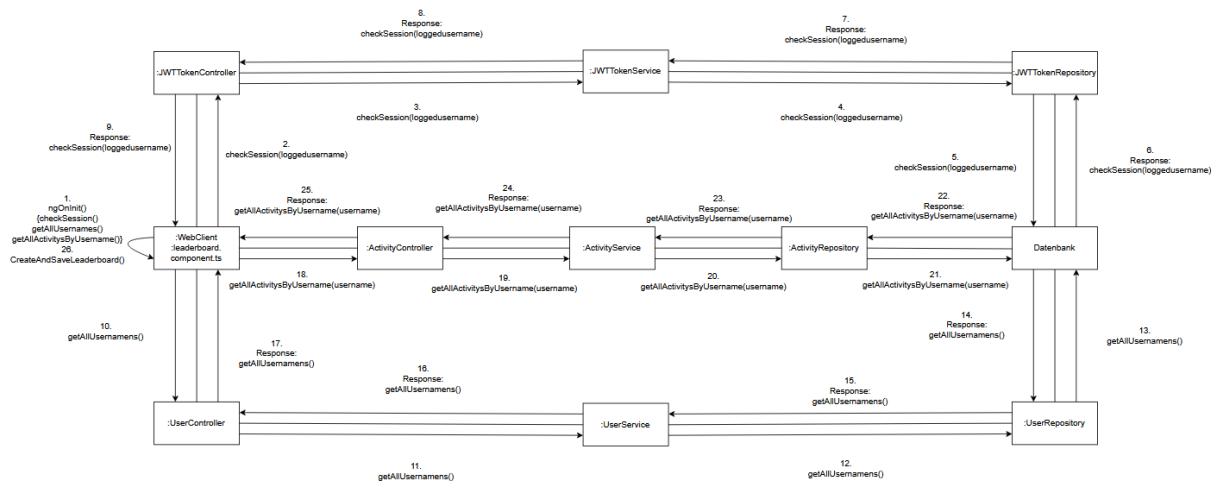 8.
Response:
checkSession(loggedusername)
7.
Response:
checkSession(loggedusername)
:JWTTokenController
:JWTTokenService
:JWTTokenRepository
3.
checkSession(loggedusername)
4.
checkSession(loggedusername)
9.
Response:
checkSession(loggedusername)
2.
checkSession(loggedusername)
5.
checkSession(loggedusername)
6.
Response:
checkSession(loggedusername)
1.
ngOnInit()
{checkSession()
getAllUsernames()
getAllActivitysByUsername()}
26.
CreateAndSaveLeaderboard()
25.
Response:
getAllActivitysByUsername(username)
24.
Response:
getAllActivitysByUsername(username)
23.
Response:
getAllActivitysByUsername(username)
22.
Response:
getAllActivitysByUsername(username)
:WebClient
:leaderboard.
component.ts
:ActivityController
:ActivityService
:ActivityRepository
Datenbank
18.
getAllActivitysByUsername(username)
19.
getAllActivitysByUsername(username)
20.
getAllActivitysByUsername(username)
21.
getAllActivitysByUsername(username)
10.
getAllUsernamens()
17.
Response:
getAllUsernamens()
14.
Response:
getAllUsernamens()
13.
getAllUsernamens()
16.
Response:
getAllUsernamens()
15.
Response:
getAllUsernamens()
:UserController
:UserService
:UserRepository
11.
getAllUsernamens()
12.
getAllUsernamens()